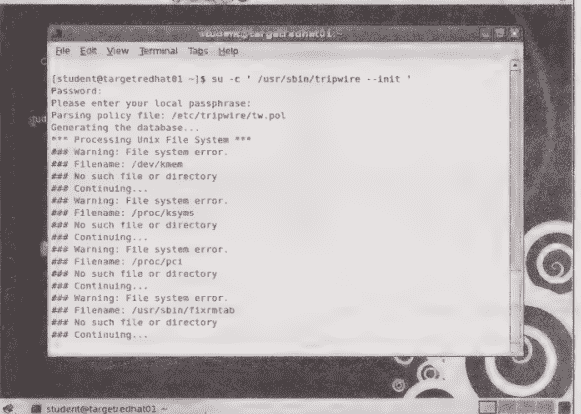 student@targetredhat01:~
File Edit View Terminal Tabs Help
[student@targetredhat01 ~]$ su -c ' /usr/sbin/tripwire --init '
Password:
Please enter your local passphrase:
Parsing policy file: /etc/tripwire/tw.pol
Generating the database...
*** Processing Unix File System ***
### Warning: File system error.
### Filename: /dev/kmem
### No such file or directory
### Continuing...
### Warning: File system error.
### Filename: /proc/ksyms
### No such file or directory
### Continuing...
### Warning: File system error.
### Filename: /proc/pci
### No such file or directory
### Continuing...
### Warning: File system error.
### Filename: /usr/sbin/fixrmtab
### No such file or directory
### Continuing...
student@targetredhat01:~